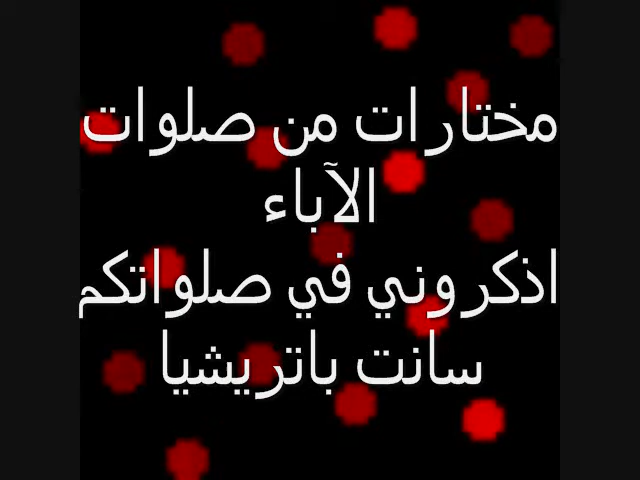 مختارات من صلوات
الآباء
اذكروني في صلواتكم
سانت باتريشيا